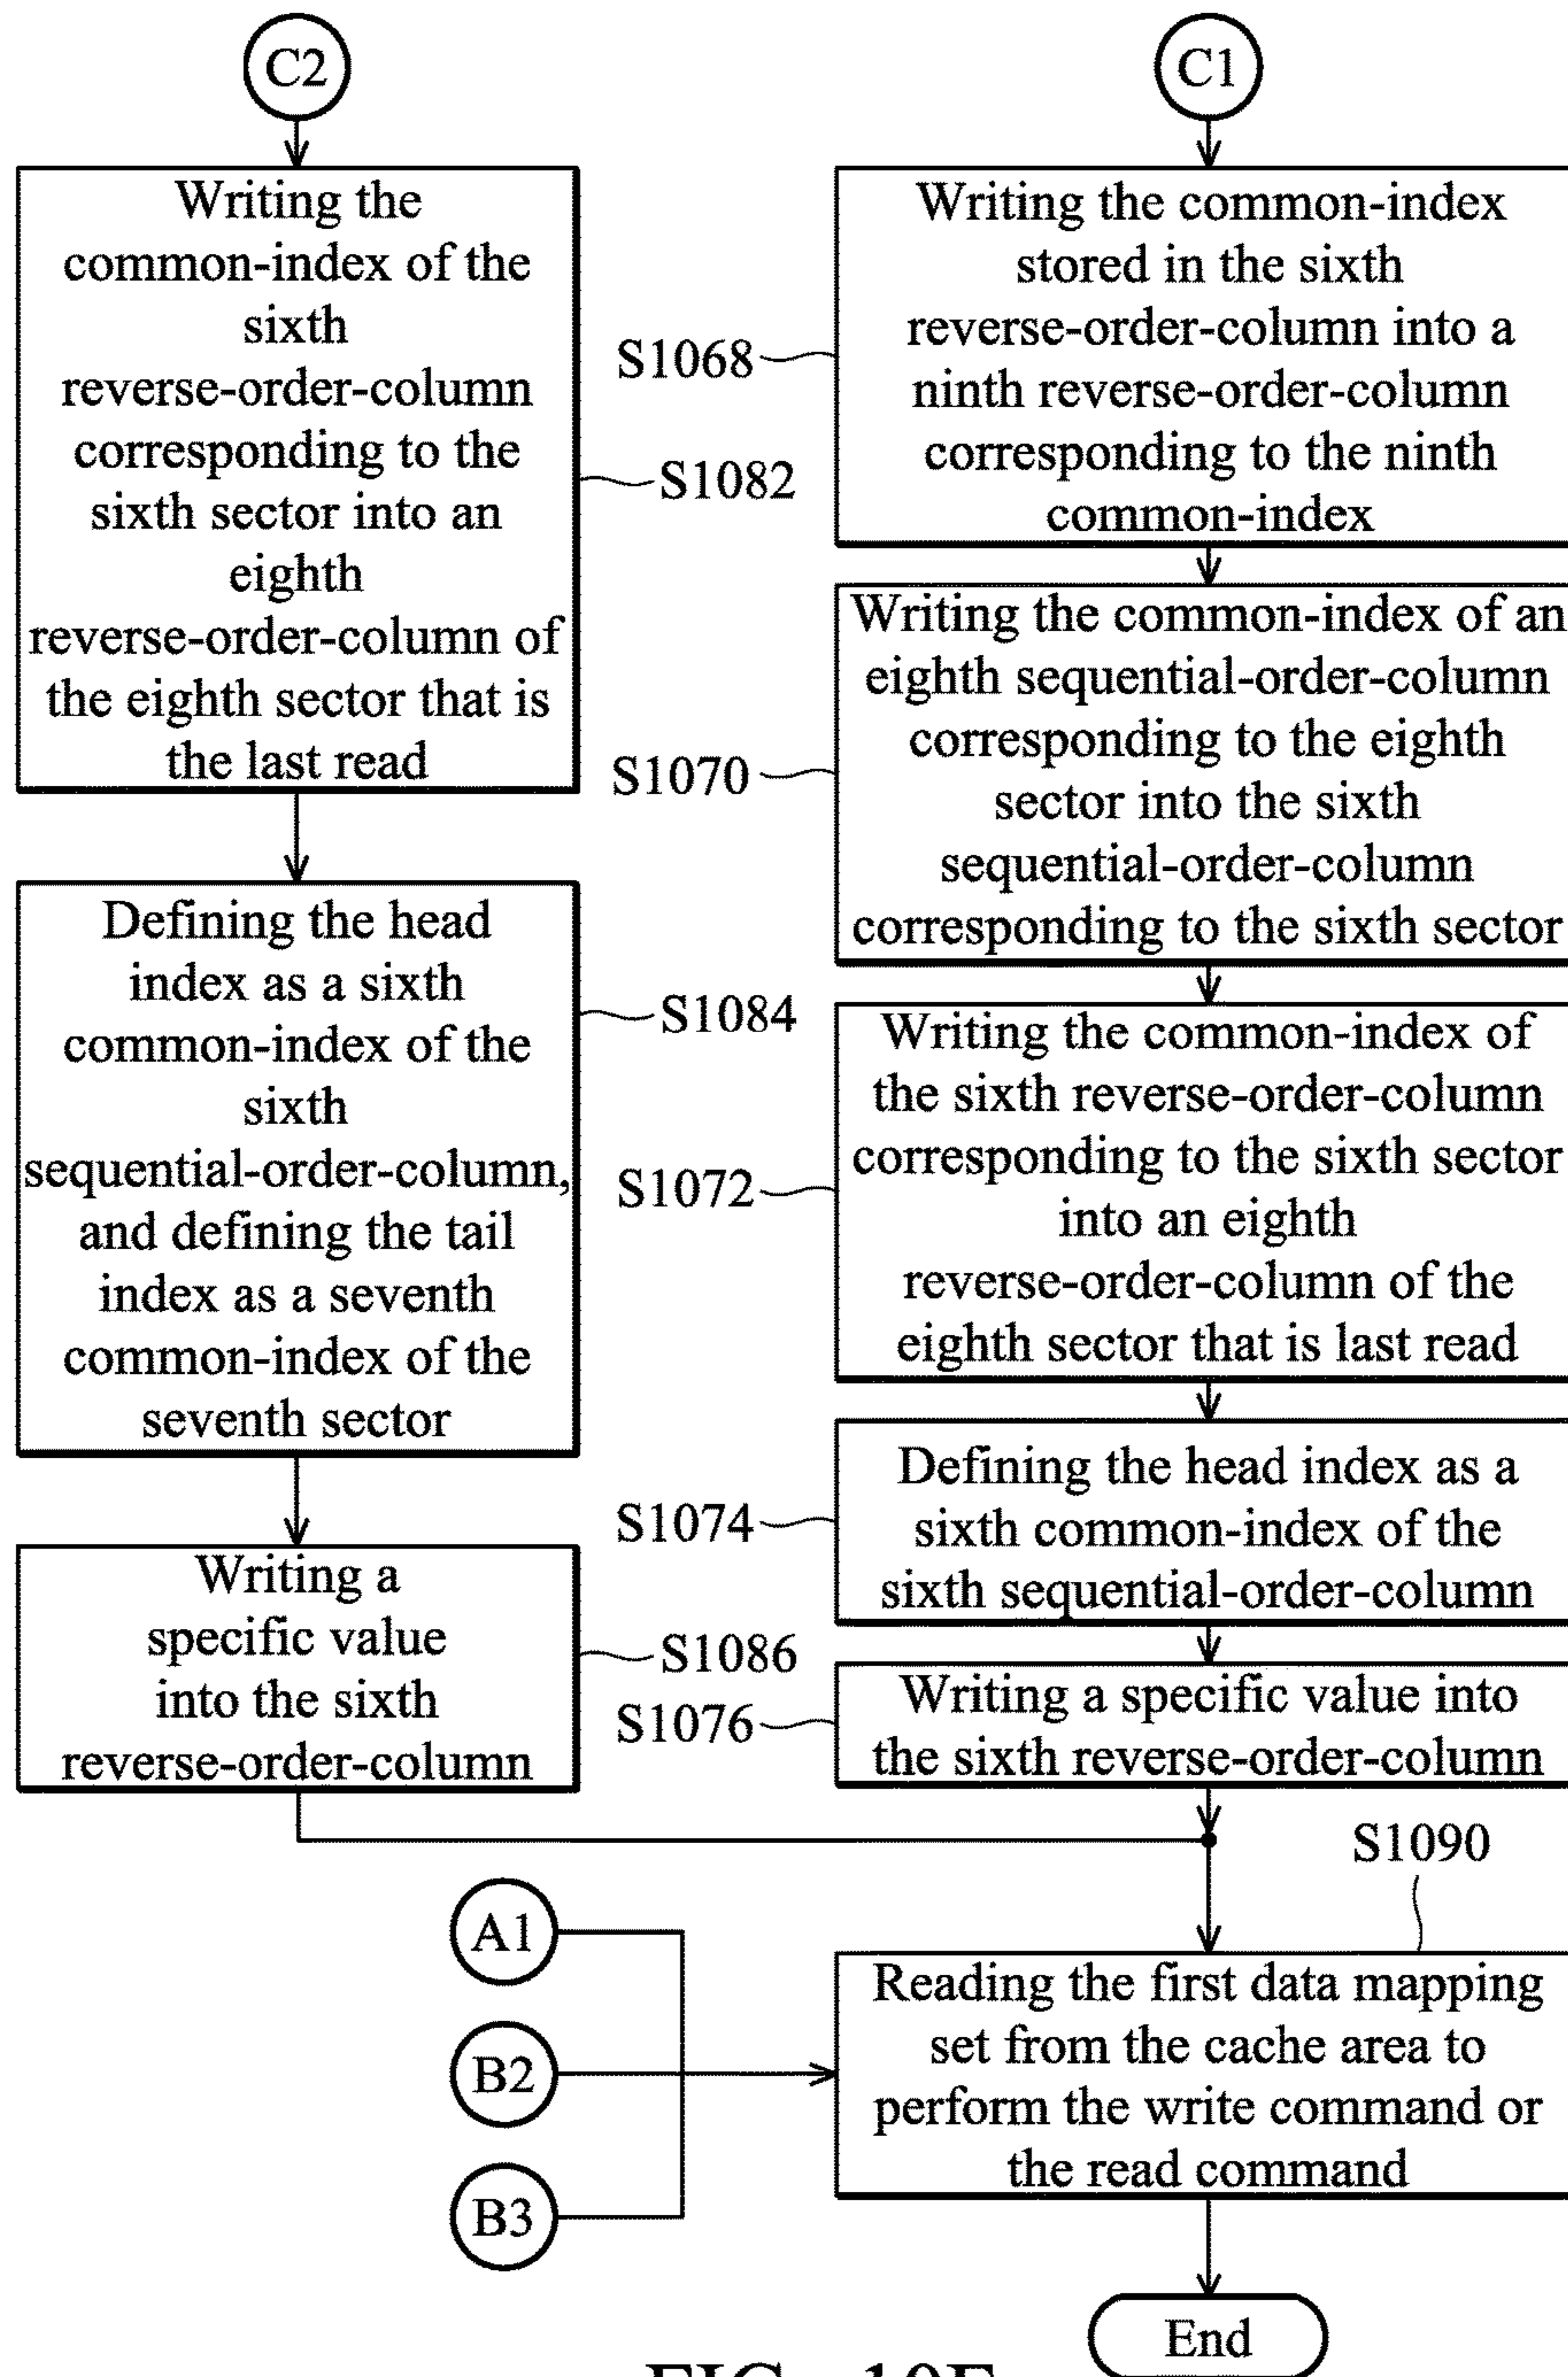 C2
Writing the
common-index of the
sixth
reverse-order-column
corresponding to the
sixth sector into an
eighth
reverse-order-column of
the eighth sector that is
the last read
S1082
Defining the head
index as a sixth
common-index of the
sixth
sequential-order-column,
and defining the tail
index as a seventh
common-index of the
seventh sector
S1084
Writing a
specific value
into the sixth
reverse-order-column
S1086
C1
Writing the common-index
stored in the sixth
reverse-order-column into a
ninth reverse-order-column
corresponding to the ninth
common-index
S1068
Writing the common-index of an
eighth sequential-order-column
corresponding to the eighth
sector into the sixth
sequential-order-column
corresponding to the sixth sector
S1070
Writing the common-index of
the sixth reverse-order-column
corresponding to the sixth sector
into an eighth
reverse-order-column of the
eighth sector that is last read
S1072
Defining the head index as a
sixth common-index of the
sixth sequential-order-column
S1074
Writing a specific value into
the sixth reverse-order-column
S1076
S1090
A1
B2
B3
Reading the first data mapping
set from the cache area to
perform the write command or
the read command
End